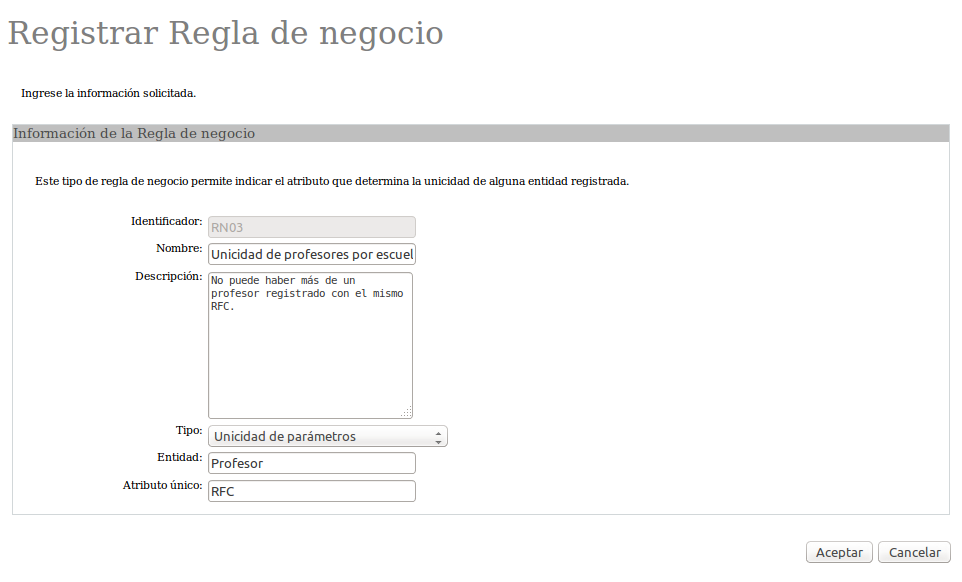 Registrar Regla de negocio
Ingrese la información solicitada.
Información de la Regla de negocio
Este tipo de regla de negocio permite indicar el atributo que determina la unicidad de alguna entidad registrada.
Identificador: RN03
Nombre: Unicidad de profesores por escuel
Descripción: No puede haber más de un
profesor registrado con el mismo
RFC.
Tipo: Unicidad de parámetros
Entidad: Profesor
Atributo único: RFC
Aceptar Cancelar